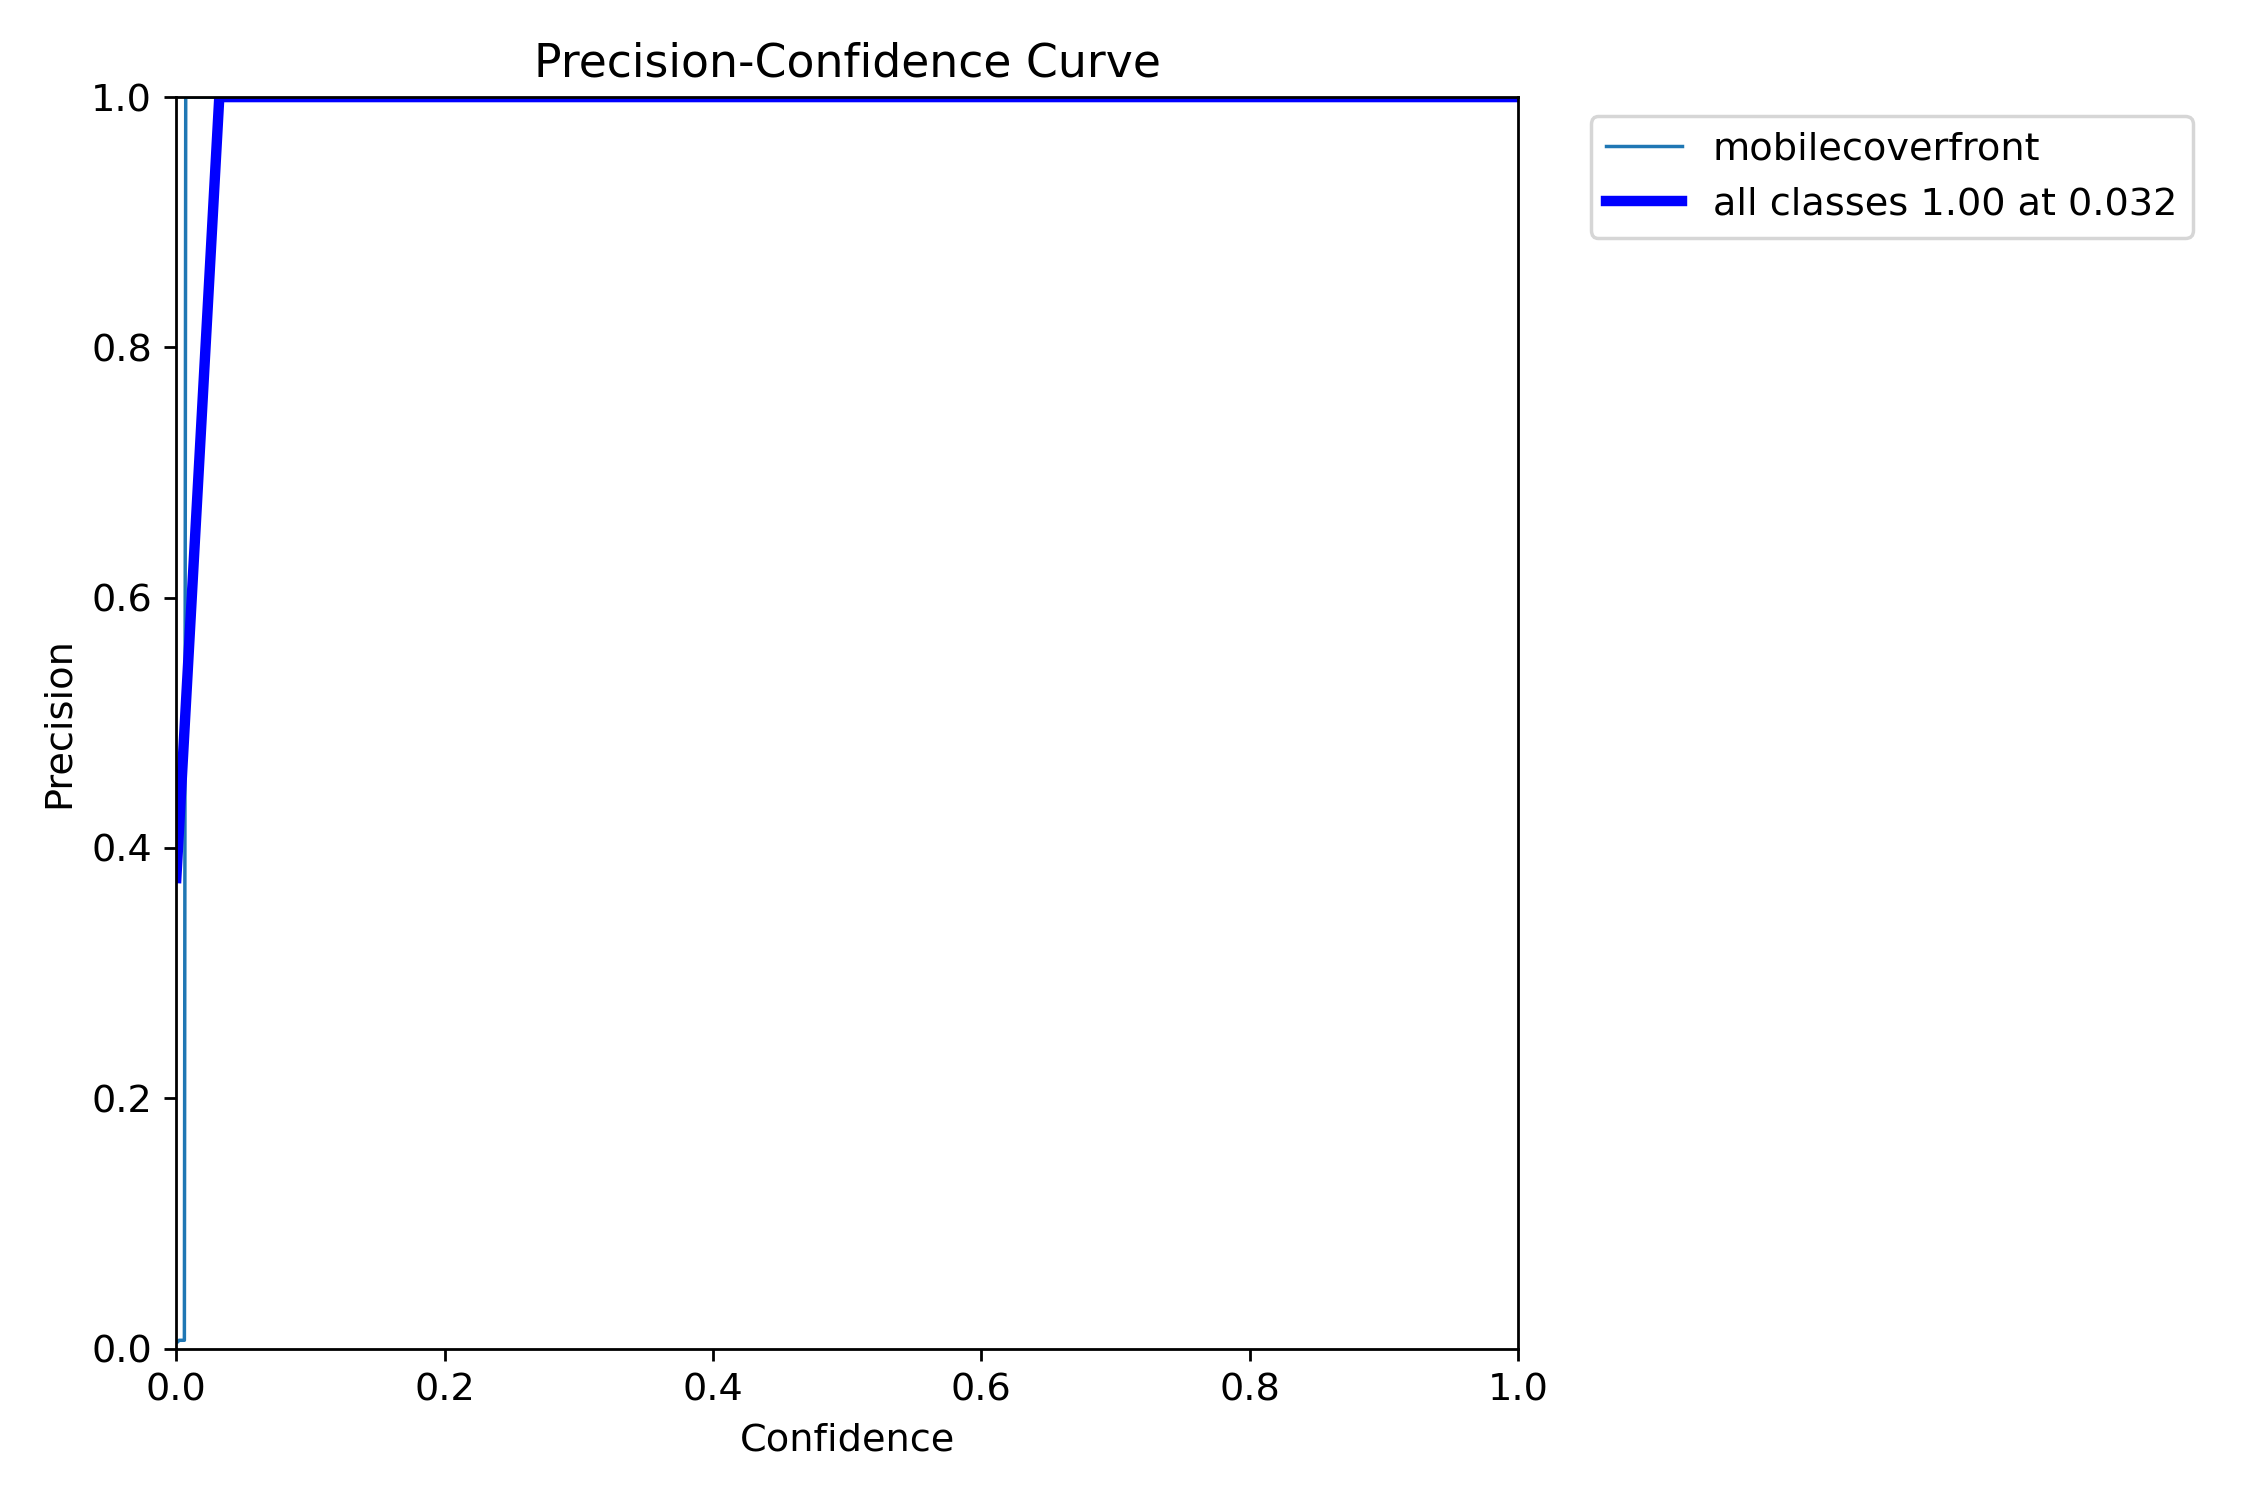 Precision-Confidence Curve
mobilecoverfront
all classes 1.00 at 0.032
Precision
1.0
0.8
0.6
0.4
0.2
0.0
0.0 0.2 0.4 0.6 0.8 1.0
Confidence